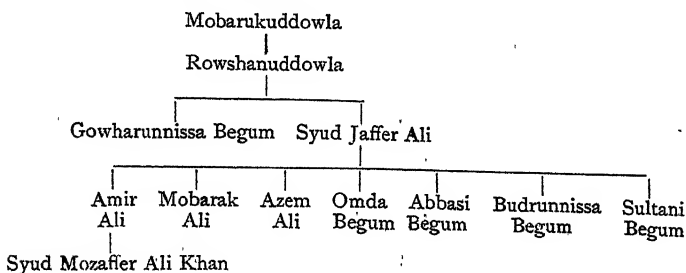 Mobarukuddowla
Rowshanuddowla
Gowharunnissa Begum Syud Jaffer Ali
Amir Mobarak Azem Omda Abbasi Budrunnissa Sultani
Ali Ali Ali Begum Begum Begum Begum
Syud Mozaffer Ali Khan